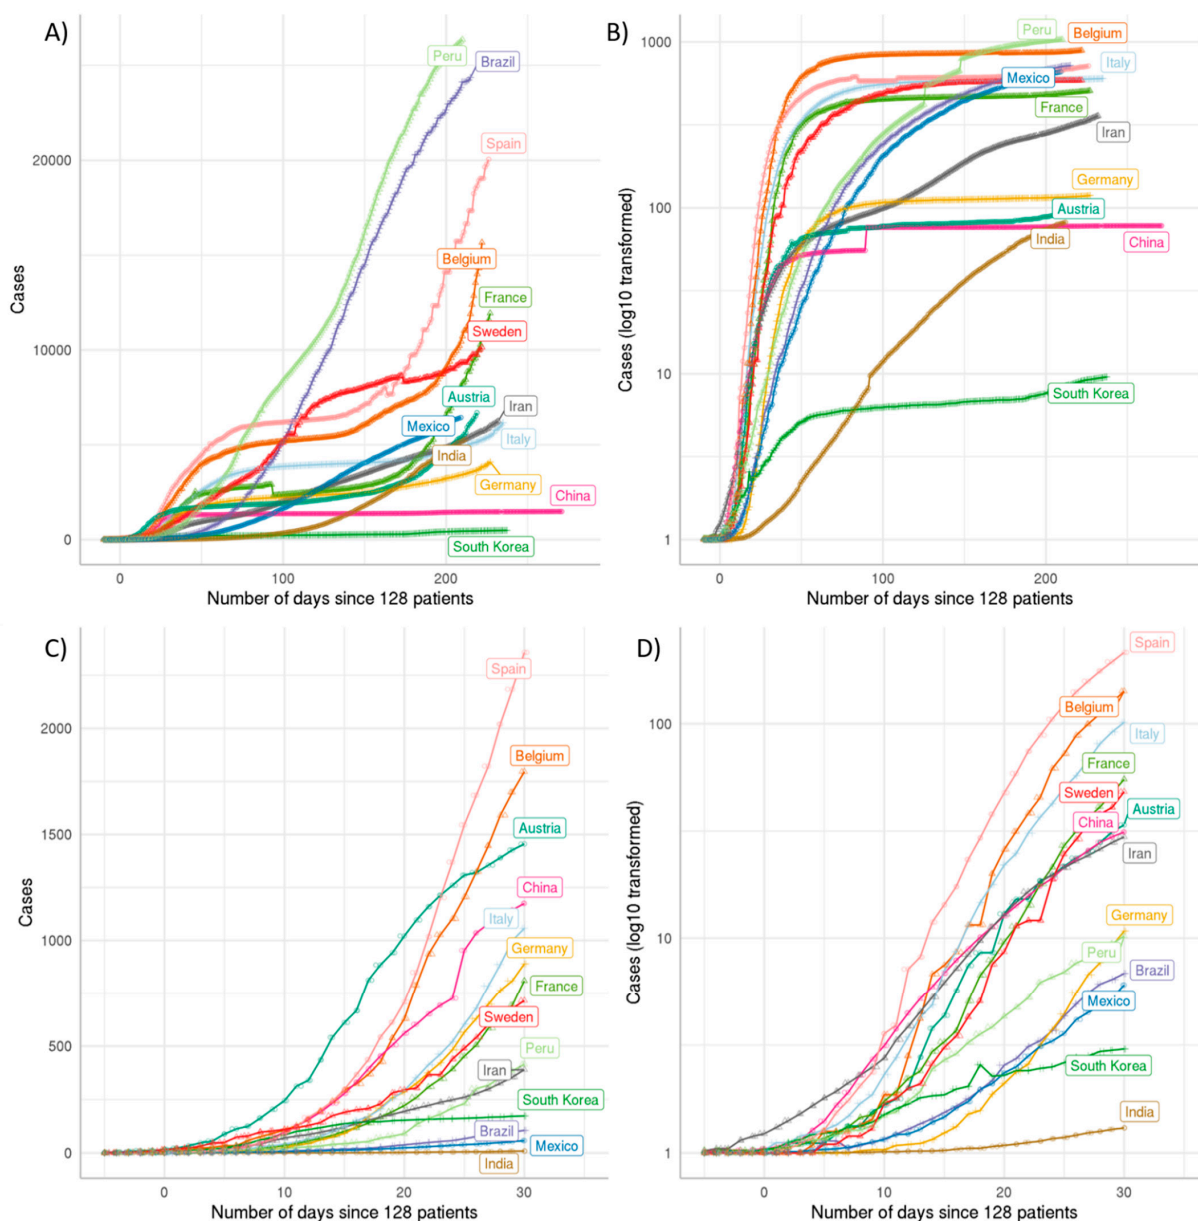 A)
Peru
Brazil
Spain
Belgium
France
Sweden
Austria
Iran
Mexico
Italy
India
Germany
China
South Korea
20000
10000
0
Cases
0 100 200
Number of days since 128 patients
B)
Peru
Belgium
Italy
Mexico
France
Iran
Germany
Austria
India
China
South Korea
1000
100
10
1
Cases (log10 transformed)
0 100 200
Number of days since 128 patients
C)
Spain
Belgium
Austria
China
Italy
Germany
France
Sweden
Peru
Iran
South Korea
Brazil
Mexico
India
2000
1500
1000
500
0
Cases
0 10 20 30
Number of days since 128 patients
D)
Spain
Belgium
Italy
France
Sweden
Austria
China
Iran
Germany
Peru
Brazil
Mexico
South Korea
India
100
10
1
Cases (log10 transformed)
0 10 20 30
Number of days since 128 patients